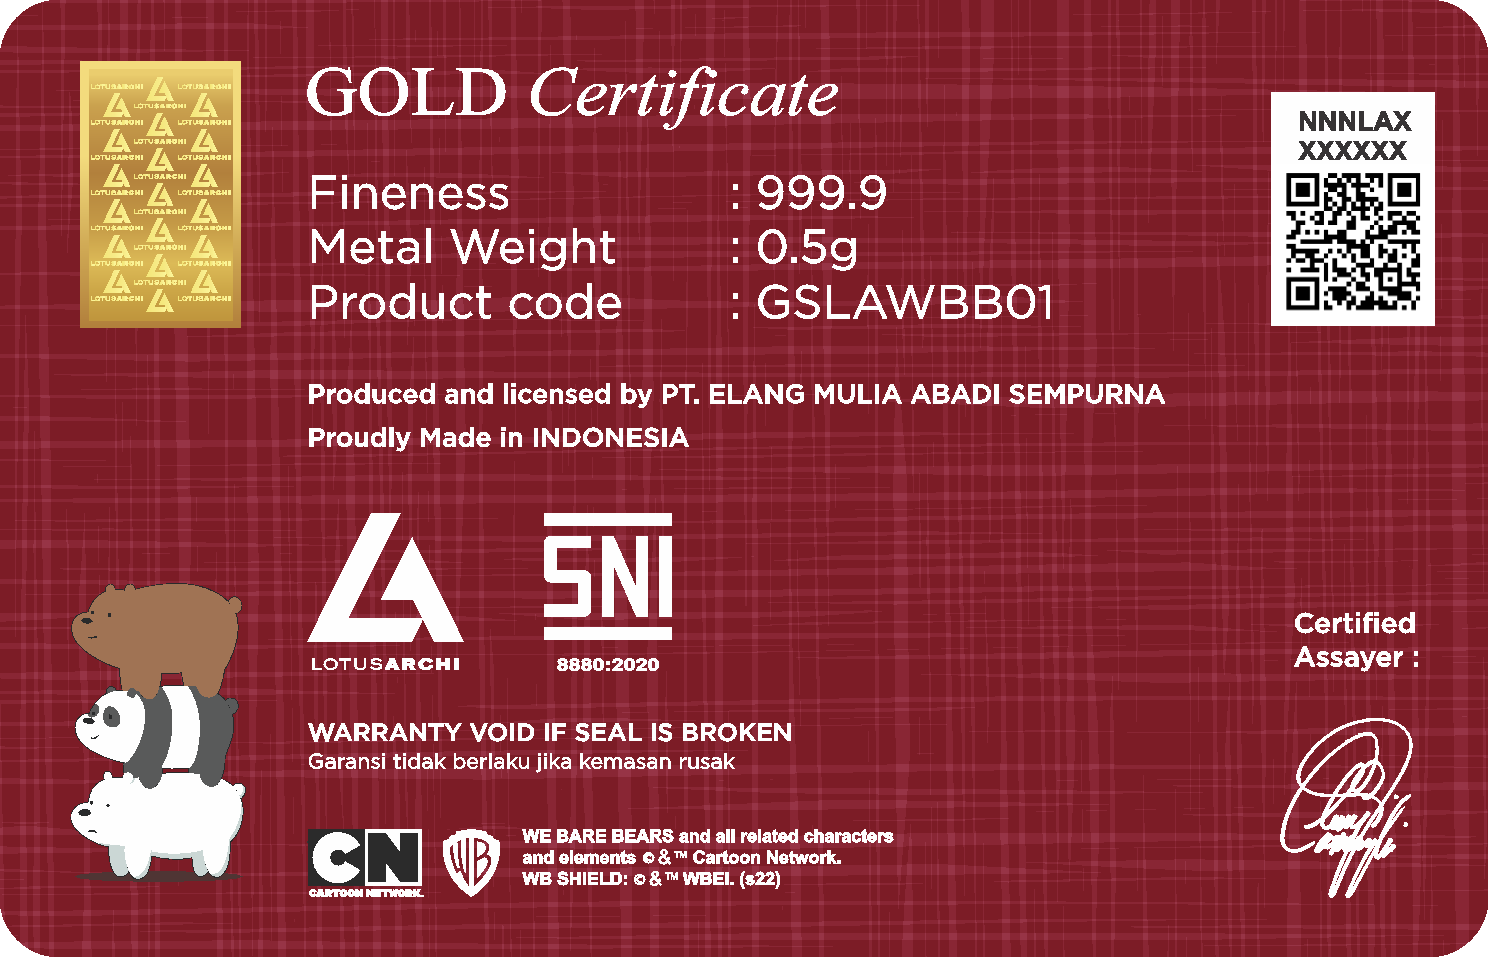 GOLD Certificate
NNNLAX
XXXXXX
Fineness : 999.9
Metal Weight : 0.5g
Product code : GSLAWBB01
Produced and licensed by PT. ELANG MULIA ABADI SEMPURNA
Proudly Made in INDONESIA
LOTUSARCHI
SNI
8880:2020
Certified
Assayer :
WARRANTY VOID IF SEAL IS BROKEN
Garansi tidak berlaku jika kemasan rusak
CN
CARTOON NETWORK.
WB
WE BARE BEARS and all related characters
and elements © & ™ Cartoon Network.
WB SHIELD: © & ™ WBEI. (s22)